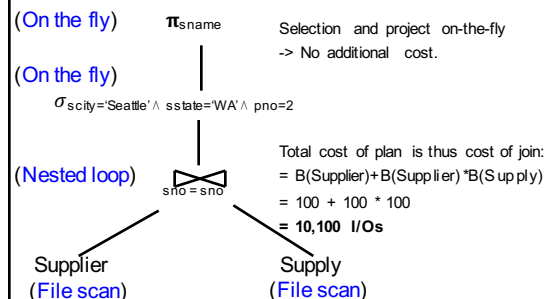 (On the fly) π sname
Selection and project on-the-fly
-> No additional cost.
(On the fly)
σ scity='Seattle' ∧ sstate='WA' ∧ pno=2
Total cost of plan is thus cost of join:
= B(Supplier)+B(Supplier)*B(Supply)
= 100 + 100 * 100
= 10,100 I/Os
(Nested loop)
sno = sno
Supplier Supply
(File scan) (File scan)